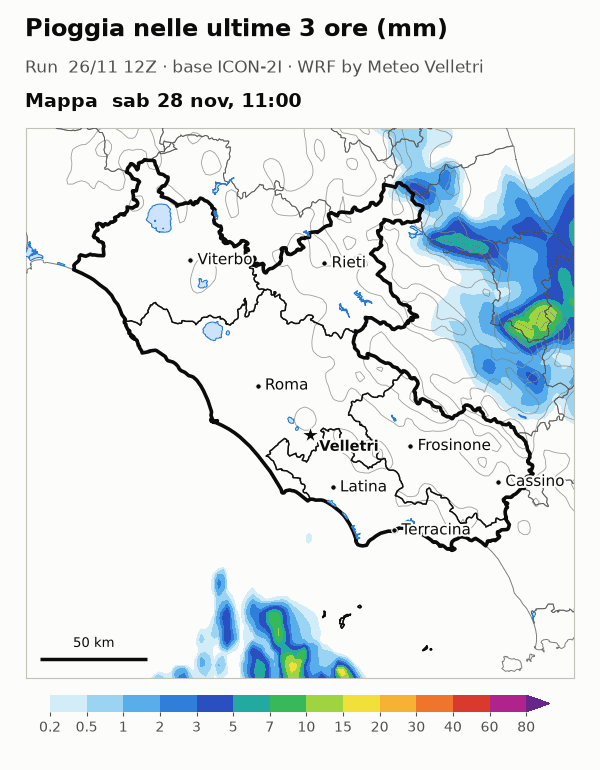 Pioggia nelle ultime 3 ore (mm)
Run  26/11 12Z · base ICON-2I · WRF by Meteo Velletri
Mappa  sab 28 nov, 11:00
Viterbo
Rieti
Roma
Velletri
Frosinone
Latina
Cassino
Terracina
50 km
0.2 0.5 1 2 3 5 7 10 15 20 30 40 60 80